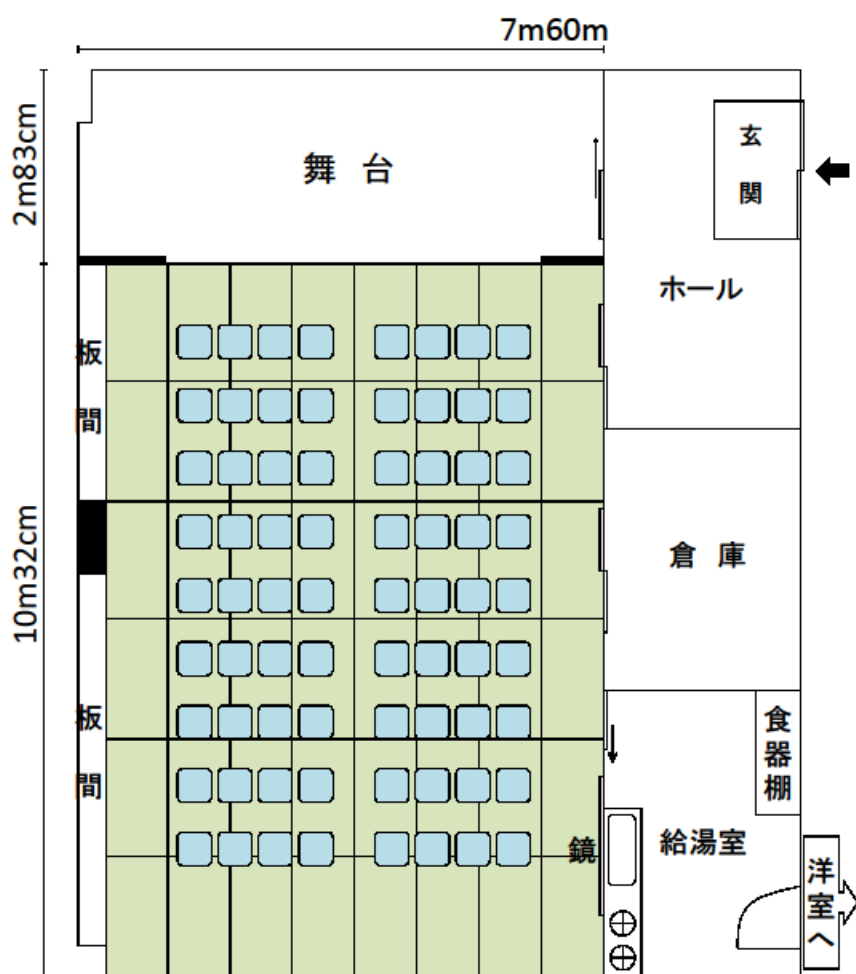 7m60m
2m83cm
舞 台
玄関
ホール
板間
10m32cm
倉 庫
板間
食器棚
鏡
給湯室
洋室へ